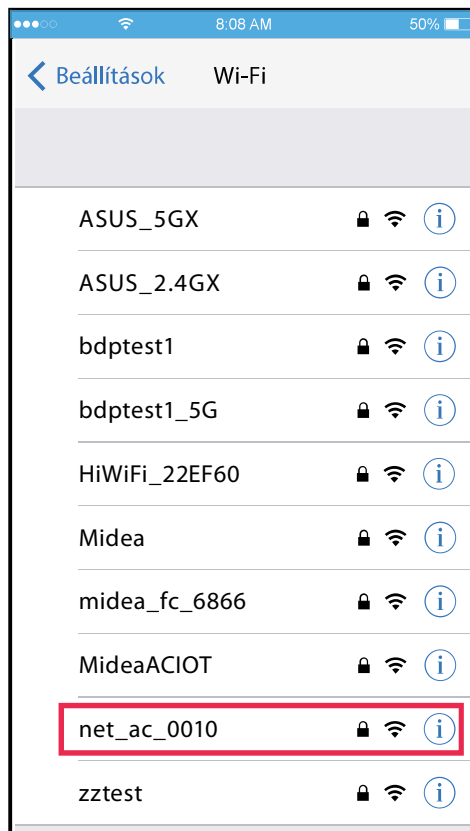 8:08 AM 50%
Beállítások Wi-Fi
ASUS_5GX
ASUS_2.4GX
bdptest1
bdptest1_5G
HiWiFi_22EF60
Midea
midea_fc_6866
MideaACIOT
net_ac_0010
zztest